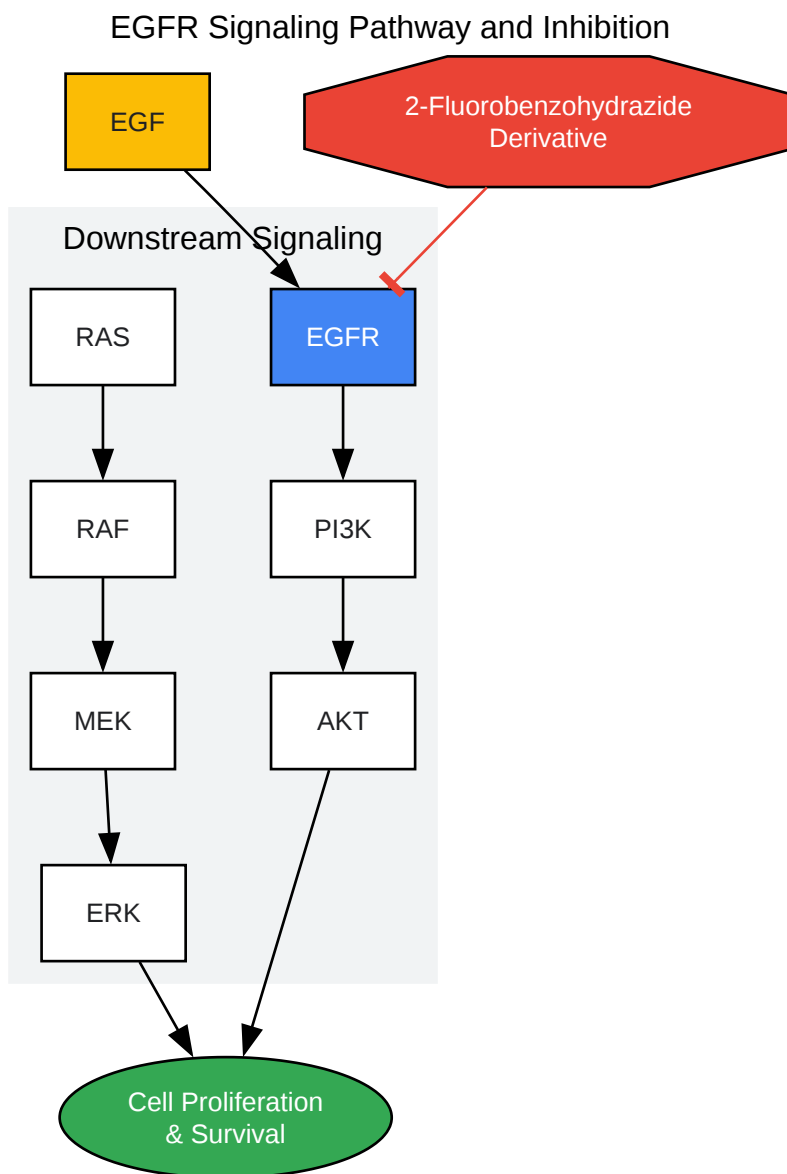 EGFR Signaling Pathway and Inhibition
EGF
2-Fluorobenzohydrazide
Derivative
Downstream Signaling
RAS
EGFR
RAF
PI3K
MEK
AKT
ERK
Cell Proliferation
& Survival